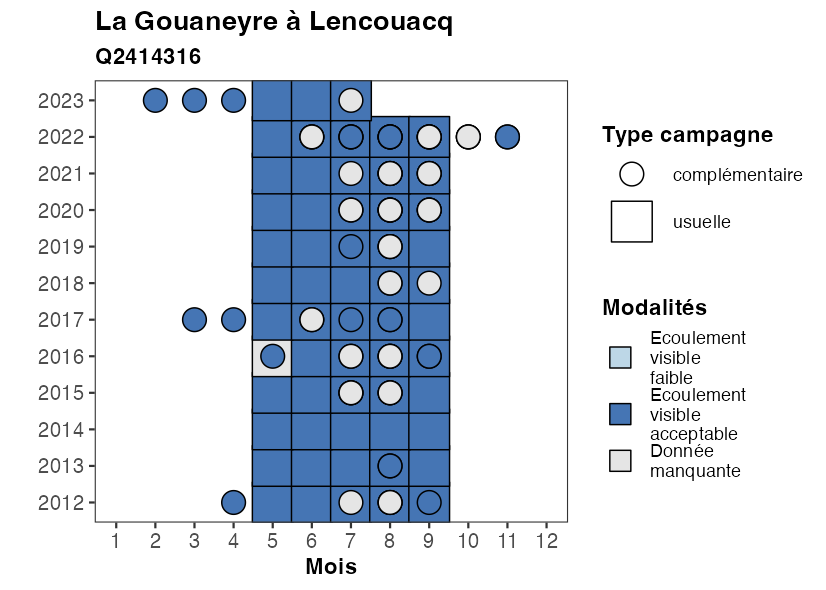 La Gouaneyre à Lencouacq
Q2414316
2023
2022
2021
2020
2019
2018
2017
2016
2015
2014
2013
2012
1 2 3 4 5 6 7 8 9 10 11 12
Mois
Type campagne
complémentaire
usuelle
Modalités
Ecoulement
visible
faible
Ecoulement
visible
acceptable
Donnée
manquante